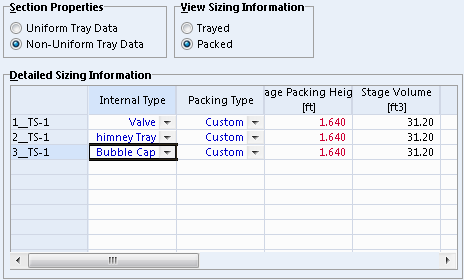 Section Properties View Sizing Information
Uniform Tray Data Trayed
Non-Uniform Tray Data Packed
Detailed Sizing Information
Internal Type Packing Type age Packing Heig Stage Volume
[ft] [ft3]
1__TS-1 Valve Custom 1.640 31.20
2__TS-1 himney Tray Custom 1.640 31.20
3__TS-1 Bubble Cap Custom 1.640 31.20